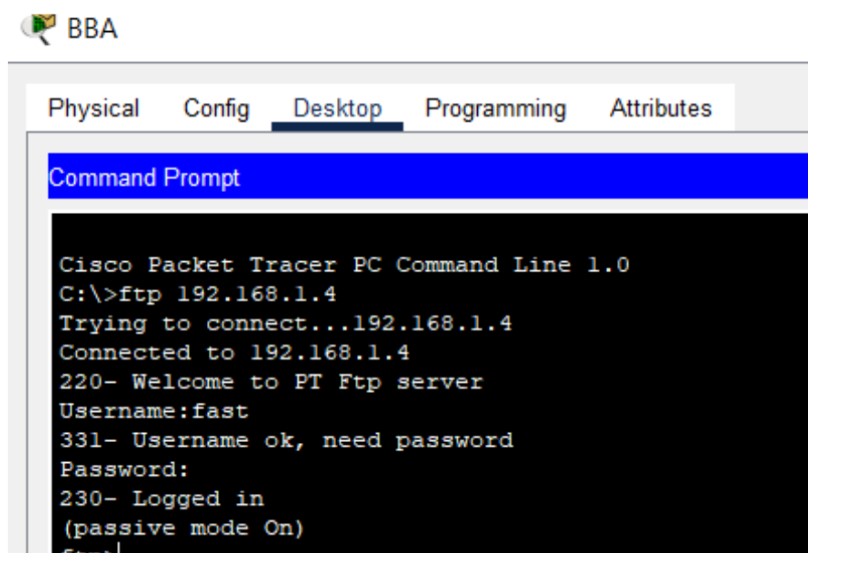 BBA
Physical Config Desktop Programming Attributes
Command Prompt
Cisco Packet Tracer PC Command Line 1.0
C:\>ftp 192.168.1.4
Trying to connect...192.168.1.4
Connected to 192.168.1.4
220- Welcome to PT Ftp server
Username:fast
331- Username ok, need password
Password:
230- Logged in
(passive mode On)